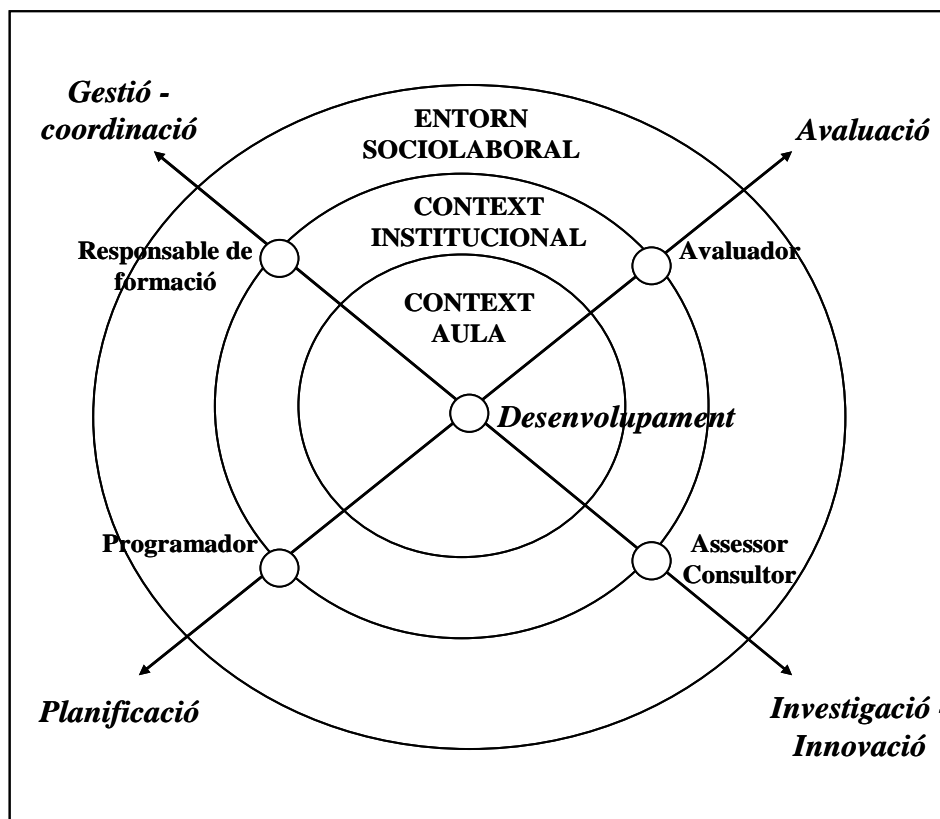 Gestió -
coordinació
ENTORN
SOCIOLABORAL
Avaluació
CONTEXT
INSTITUCIONAL
Responsable de
formació
Avaluador
CONTEXT
AULA
Desenvolupament
Programador
Assessor
Consultor
Planificació
Investigació -
Innovació